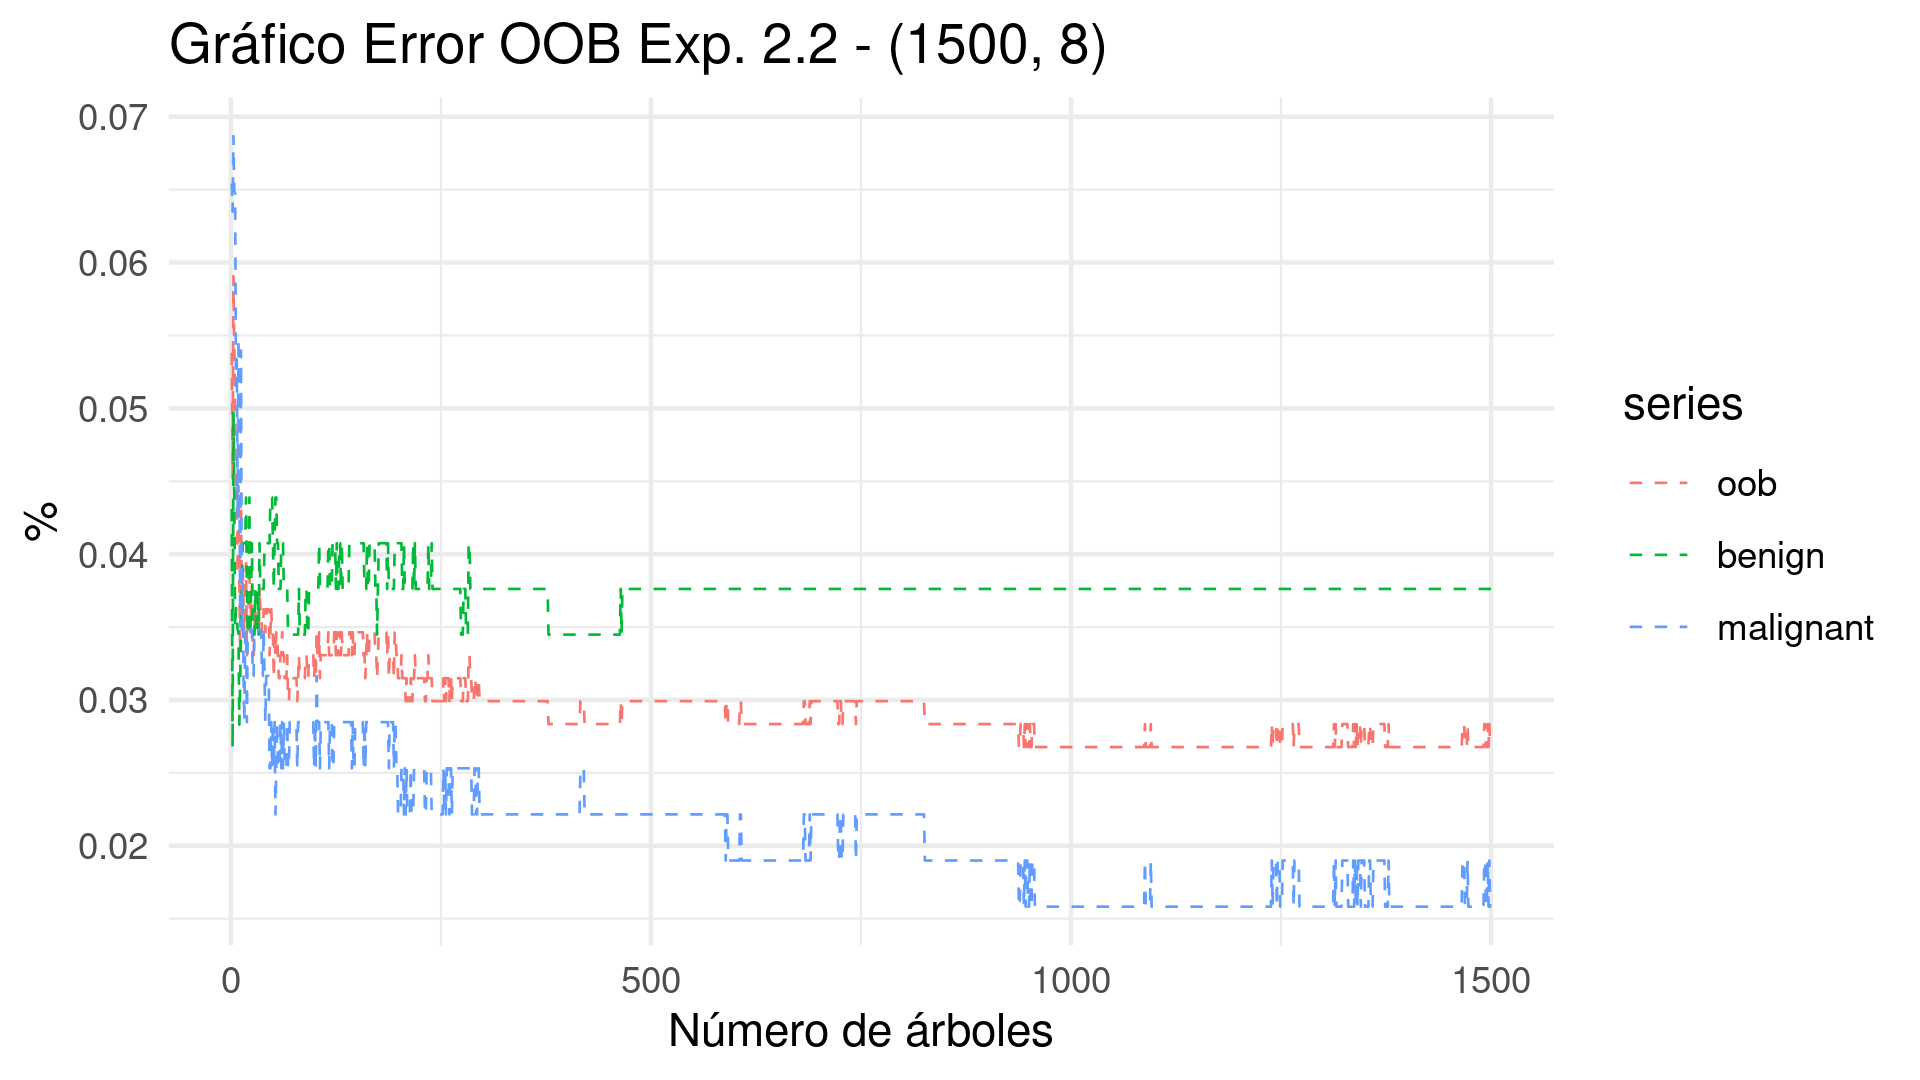 Gráfico Error OOB Exp. 2.2 - (1500, 8)
0.07
0.06
0.05
0.04
0.03
0.02
%
0
500
1000
1500
Número de árboles
series
oob
benign
malignant